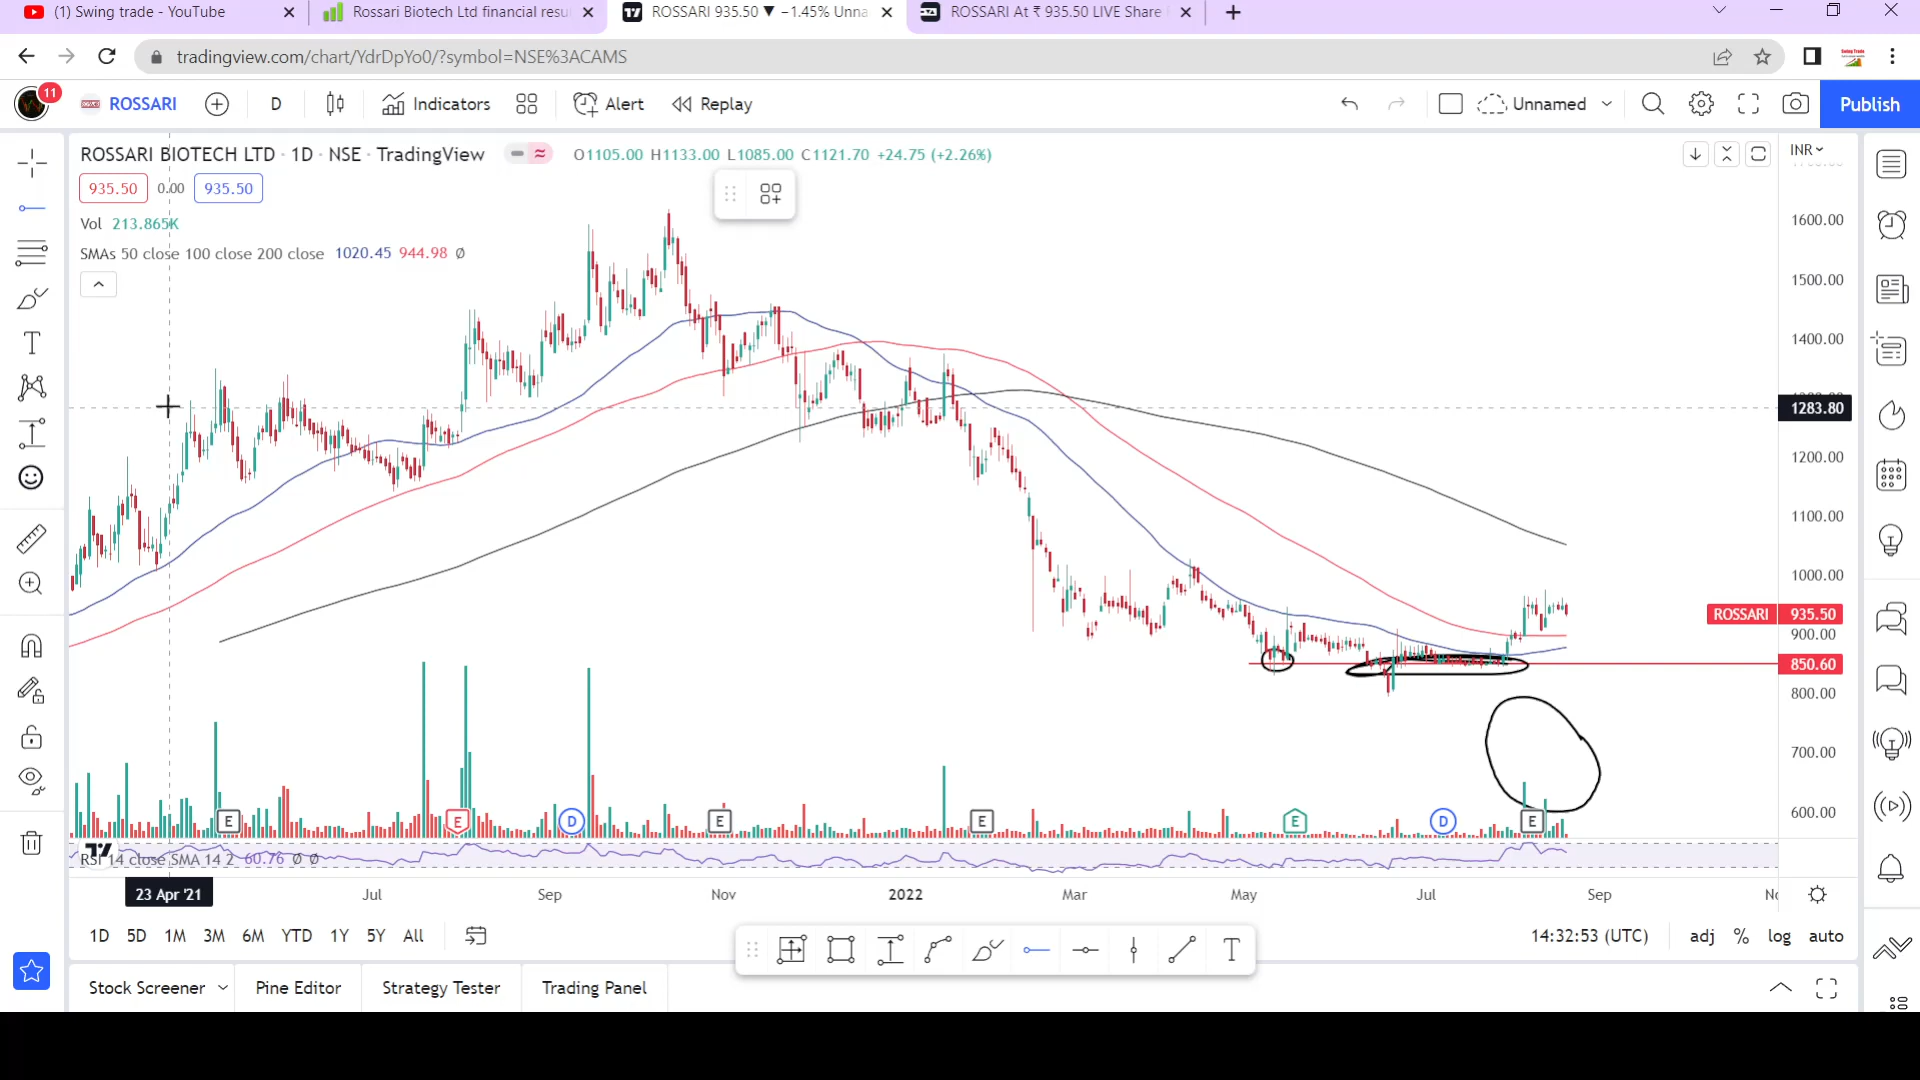 (1) Swing trade - YouTube
Rossari Biotech Ltd financial resu
ROSSARI 935.50 ▼ −1.45% Unna
ROSSARI At ₹ 935.50 LIVE Share
tradingview.com/chart/YdrDpYo0/?symbol=NSE%3ACAMS
11
ROSSARI
D
Indicators
Alert
Replay
Unnamed
Publish
ROSSARI BIOTECH LTD · 1D · NSE · TradingView
O1105.00 H1133.00 L1085.00 C1121.70 +24.75 (+2.26%)
INR
935.50 0.00 935.50
Vol 213.865K
SMAs 50 close 100 close 200 close 1020.45 944.98 Ø
1600.00
1500.00
1400.00
1283.80
1200.00
1100.00
1000.00
ROSSARI 935.50
900.00
850.60
800.00
700.00
600.00
E E D E E E D E
RSI 14 close SMA 14 2 60.76 Ø Ø
23 Apr '21 Jul Sep Nov 2022 Mar May Jul Sep
1D 5D 1M 3M 6M YTD 1Y 5Y All
14:32:53 (UTC) adj % log auto
T
Stock Screener Pine Editor Strategy Tester Trading Panel